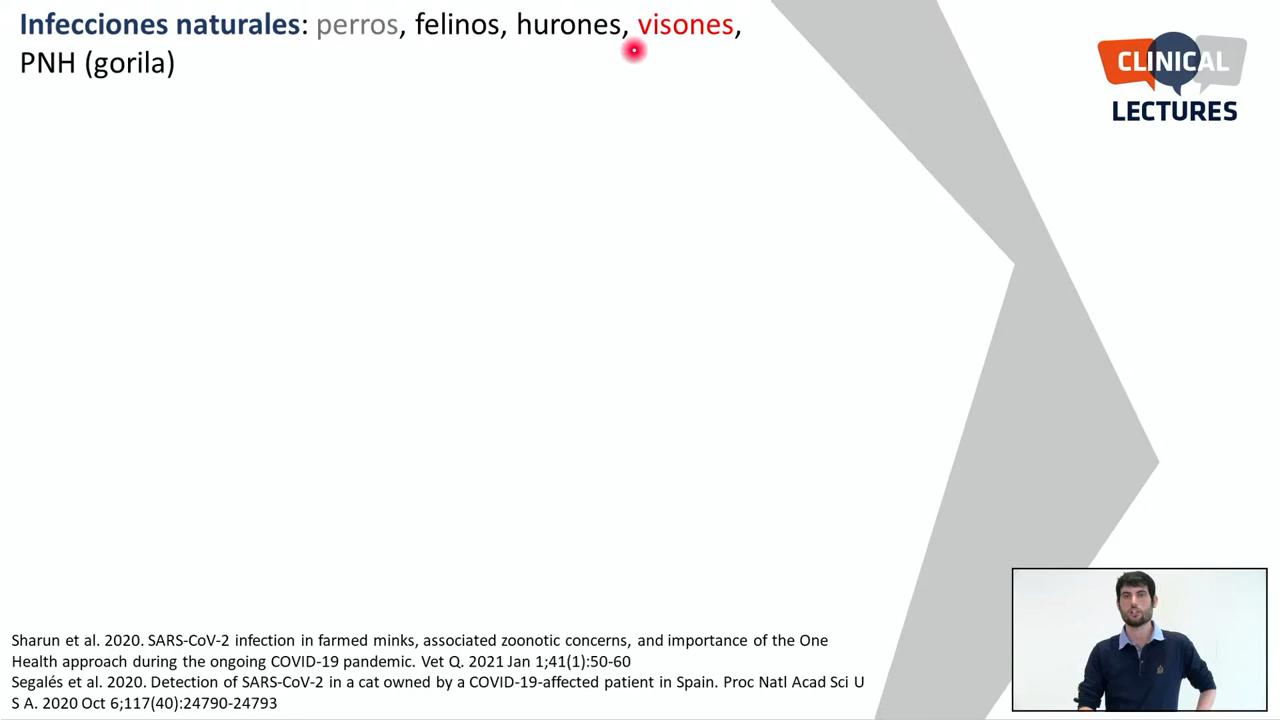 Infecciones naturales: perros, felinos, hurones, visones,
PNH (gorila)
CLINICAL
LECTURES
Sharun et al. 2020. SARS-CoV-2 infection in farmed minks, associated zoonotic concerns, and importance of the One
Health approach during the ongoing COVID-19 pandemic. Vet Q. 2021 Jan 1;41(1):50-60
Segalés et al. 2020. Detection of SARS-CoV-2 in a cat owned by a COVID-19-affected patient in Spain. Proc Natl Acad Sci U
S A. 2020 Oct 6;117(40):24790-24793